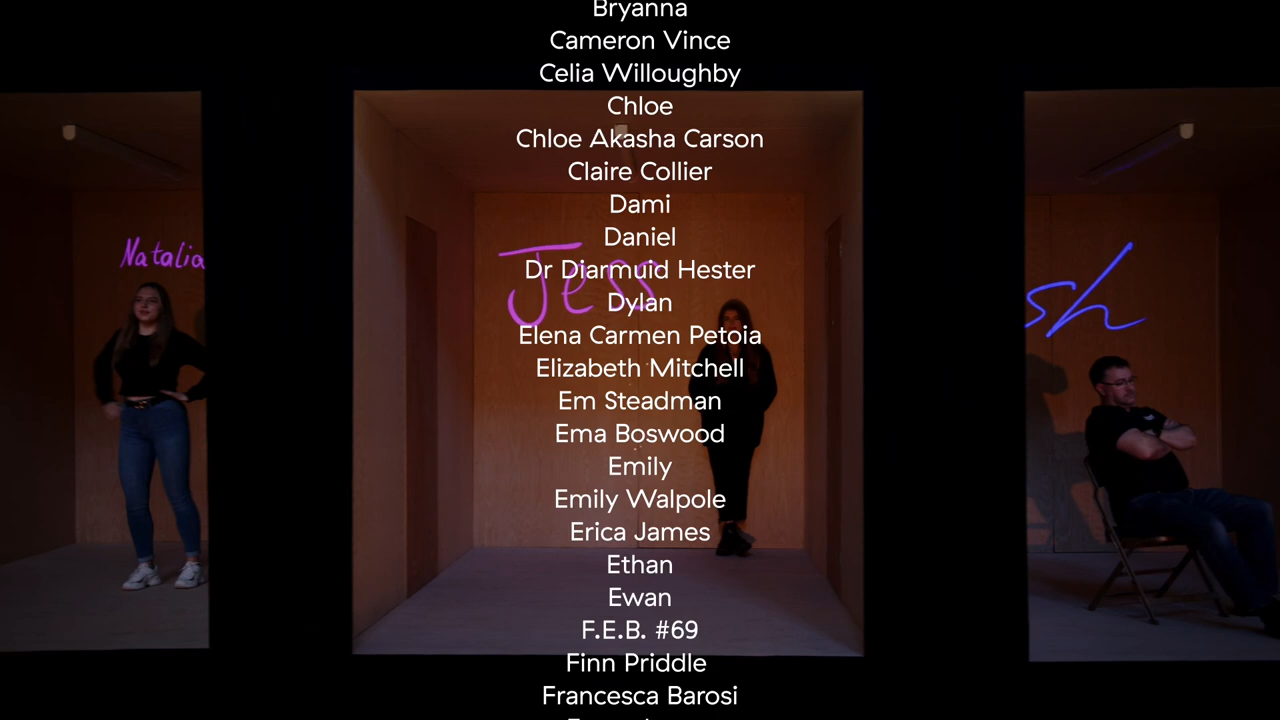 Bryanna
Cameron Vince
Celia Willoughby
Chloe
Chloe Akasha Carson
Claire Collier
Dami
Daniel
Dr Diarmuid Hester
Dylan
Elena Carmen Petoia
Elizabeth Mitchell
Em Steadman
Ema Boswood
Emily
Emily Walpole
Erica James
Ethan
Ewan
F.E.B. #69
Finn Priddle
Francesca Barosi
Natalia
Jess
sh